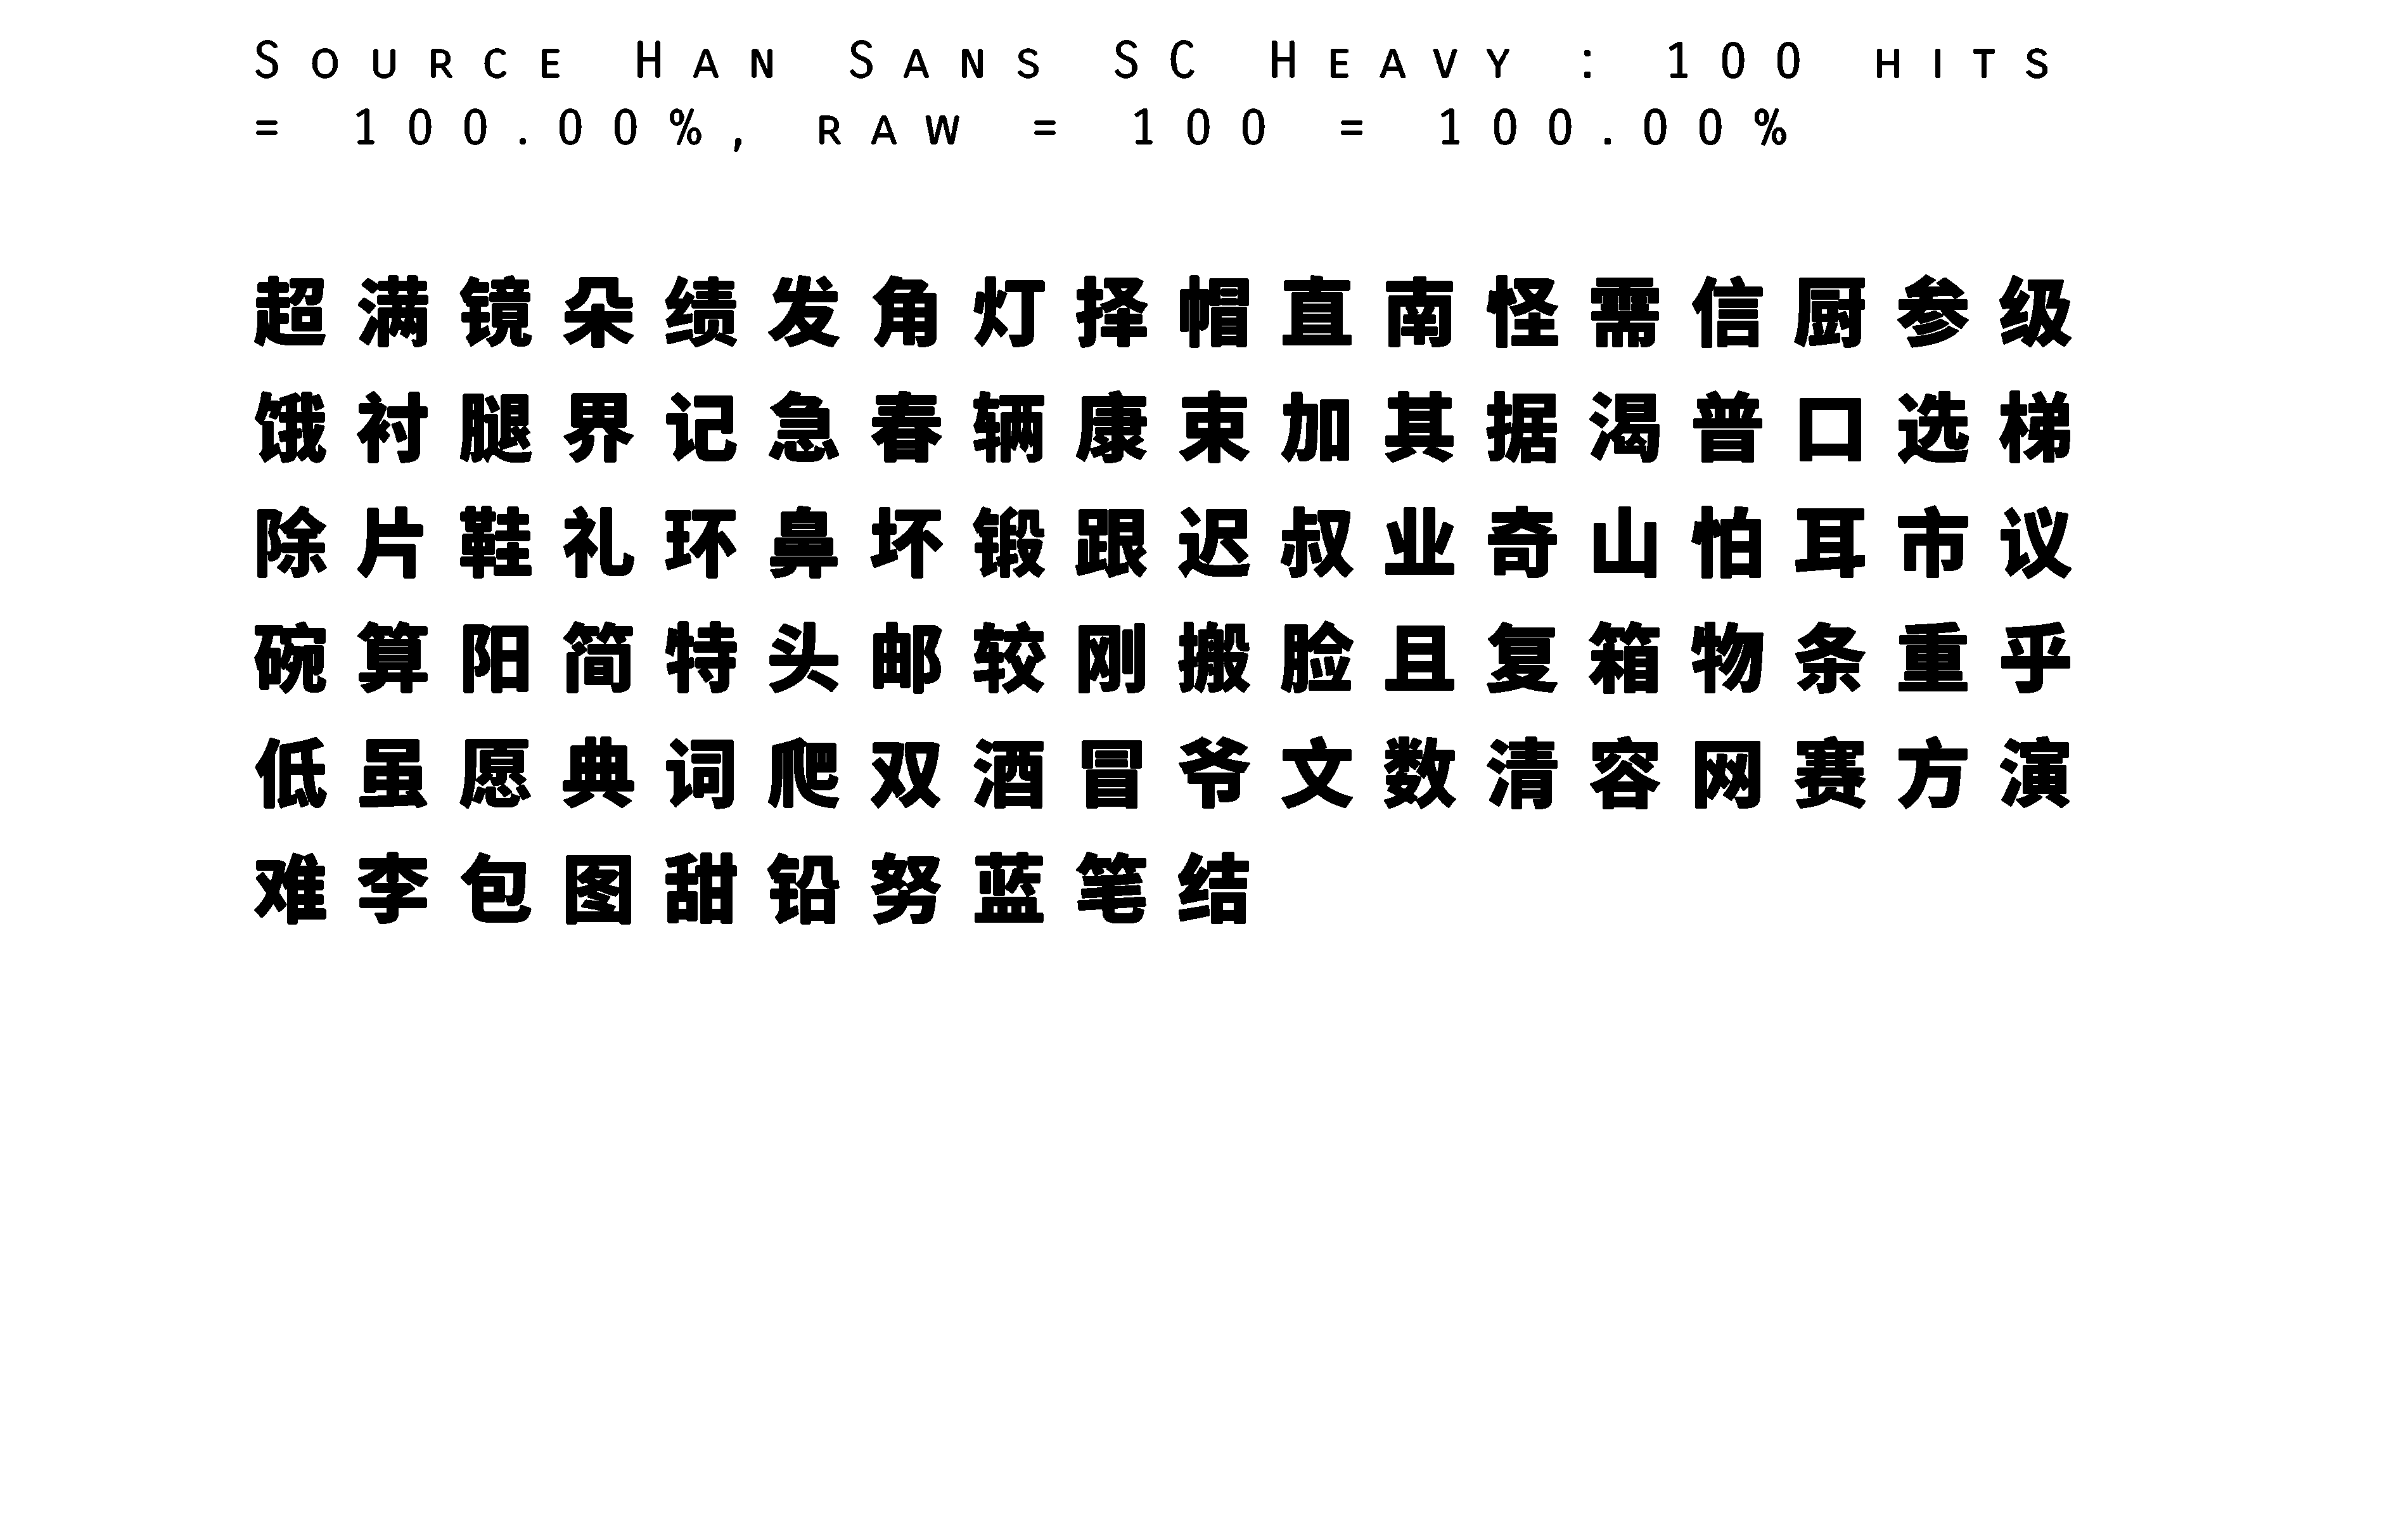 Source Han Sans SC Heavy : 100 hits
= 100.00%, raw = 100 = 100.00%
超满镜朵绩发角灯择帽直南怪需信厨参级
饿衬腿界记急春辆康束加其据渴普口选梯
除片鞋礼环鼻坏锻跟迟叔业奇山怕耳市议
碗算阳简特头邮较刚搬脸且复箱物条重乎
低虽愿典词爬双酒冒爷文数清容网赛方演
难李包图甜铅努蓝笔结